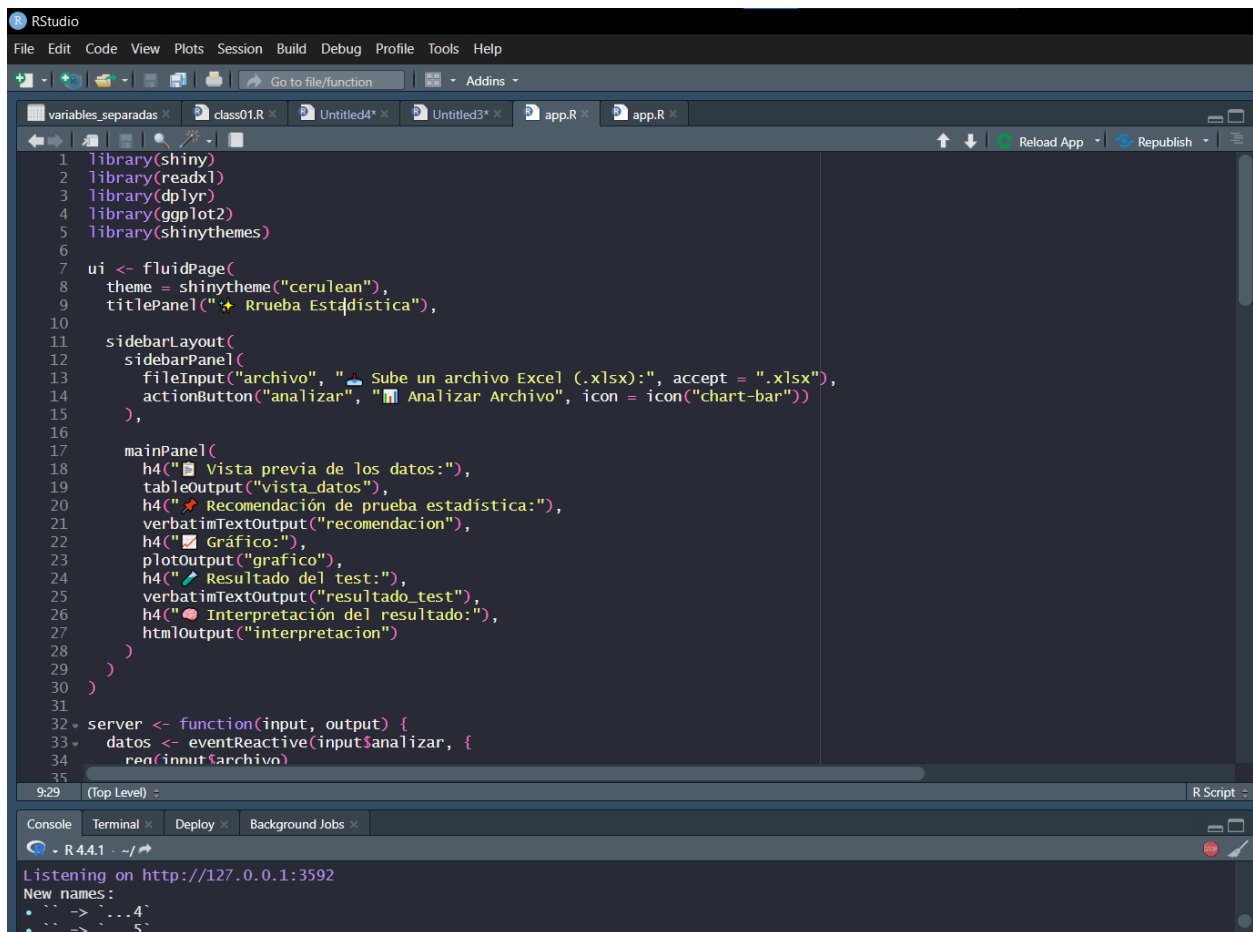 RStudio
File Edit Code View Plots Session Build Debug Profile Tools Help
Go to file/function Addins
variables_separadas class01.R Untitled4* Untitled3* app.R app.R
Reload App Republish
1 library(shiny)
2 library(readxl)
3 library(dplyr)
4 library(ggplot2)
5 library(shinythemes)
6
7 ui <- fluidPage(
8 theme = shinytheme("cerulean"),
9 titlePanel("✨ Rrueba Estadística"),
10
11 sidebarLayout(
12 sidebarPanel(
13 fileInput("archivo", "📥 Sube un archivo Excel (.xlsx):", accept = ".xlsx"),
14 actionButton("analizar", "📊 Analizar Archivo", icon = icon("chart-bar"))
15 ),
16
17 mainPanel(
18 h4("📋 Vista previa de los datos:"),
19 tableOutput("vista_datos"),
20 h4("📌 Recomendación de prueba estadística:"),
21 verbatimTextOutput("recomendacion"),
22 h4("📈 Gráfico:"),
23 plotOutput("grafico"),
24 h4("🧪 Resultado del test:"),
25 verbatimTextOutput("resultado_test"),
26 h4("🧠 Interpretación del resultado:"),
27 htmlOutput("interpretacion")
28 )
29 )
30 )
31
32 server <- function(input, output) {
33 datos <- eventReactive(input$analizar, {
34 req(input$archivo)
35
9:29 (Top Level) R Script
Console Terminal Deploy Background Jobs
R 4.4.1 · ~/
Listening on http://127.0.0.1:3592
New names:
• `` -> `...4`
• `` -> `...5`